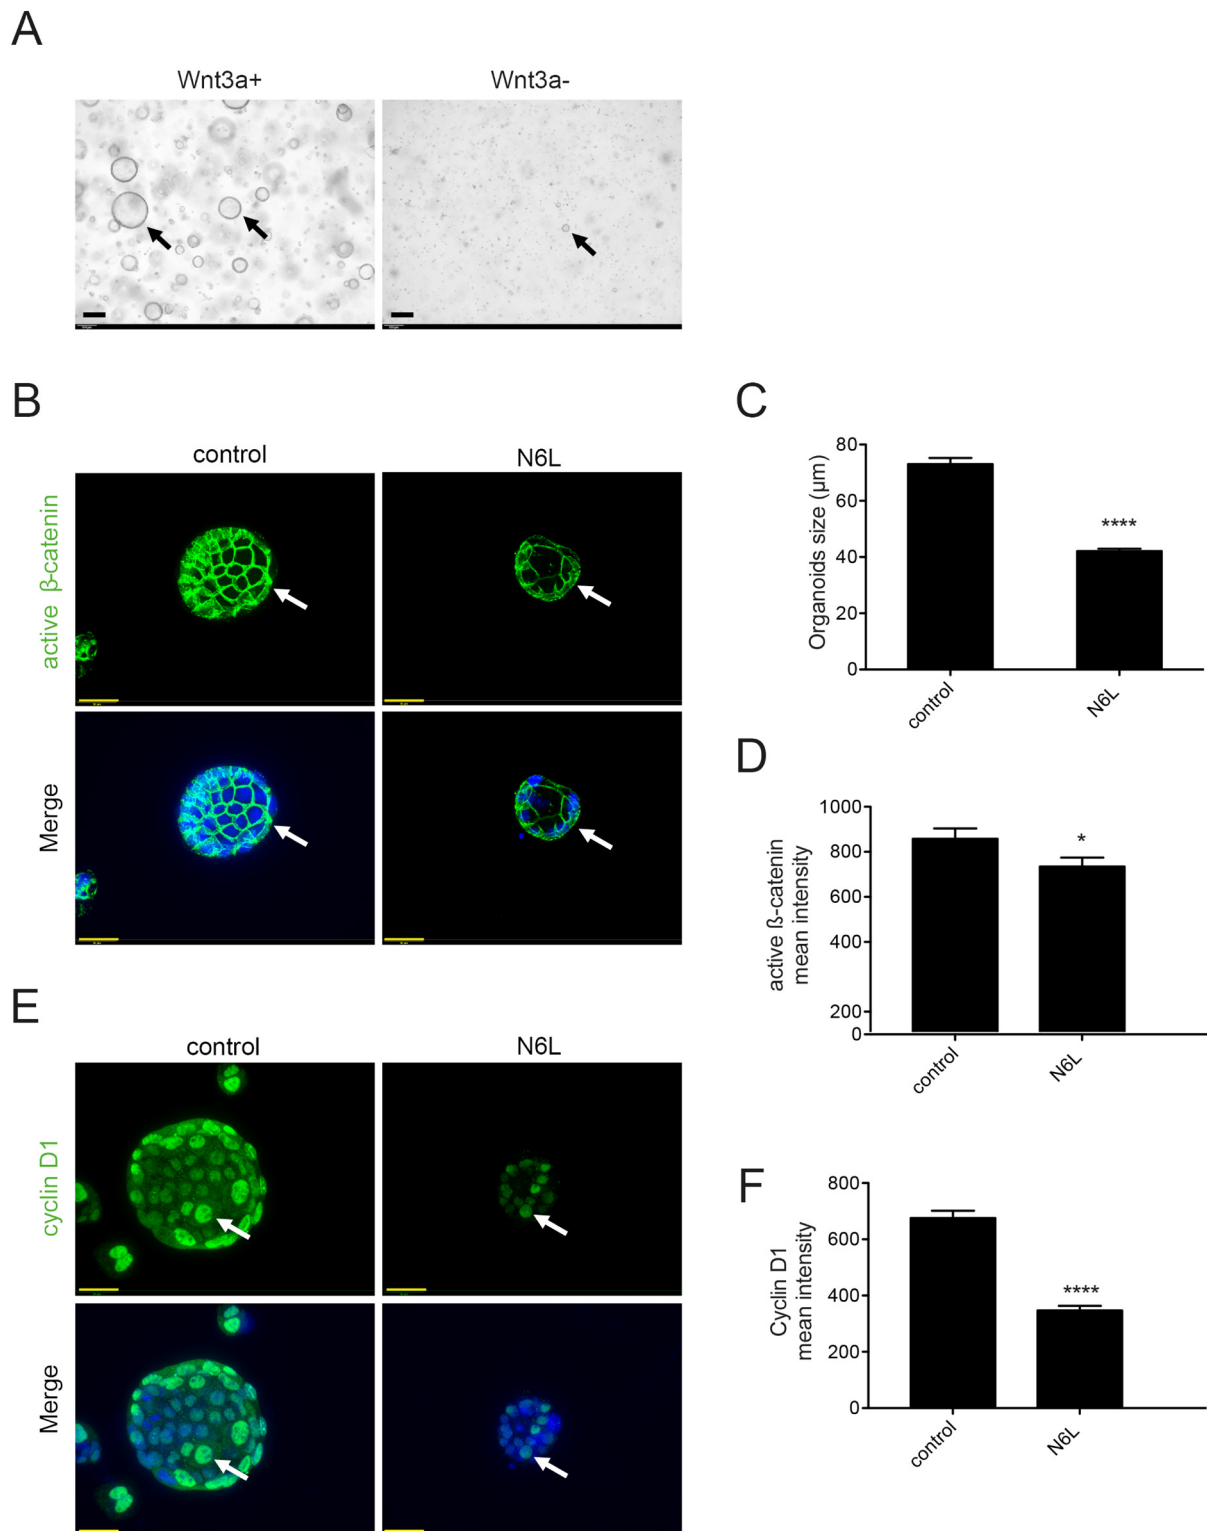 A
Wnt3a+
Wnt3a-
B
control
N6L
active β-catenin
Merge
C
Organoids size (µm)
80
60
40
20
0
****
control
N6L
D
active ß-catenin
mean intensity
1000
800
600
400
200
0
*
control
N6L
E
control
N6L
cyclin D1
Merge
F
Cyclin D1
mean intensity
800
600
400
200
0
****
control
N6L